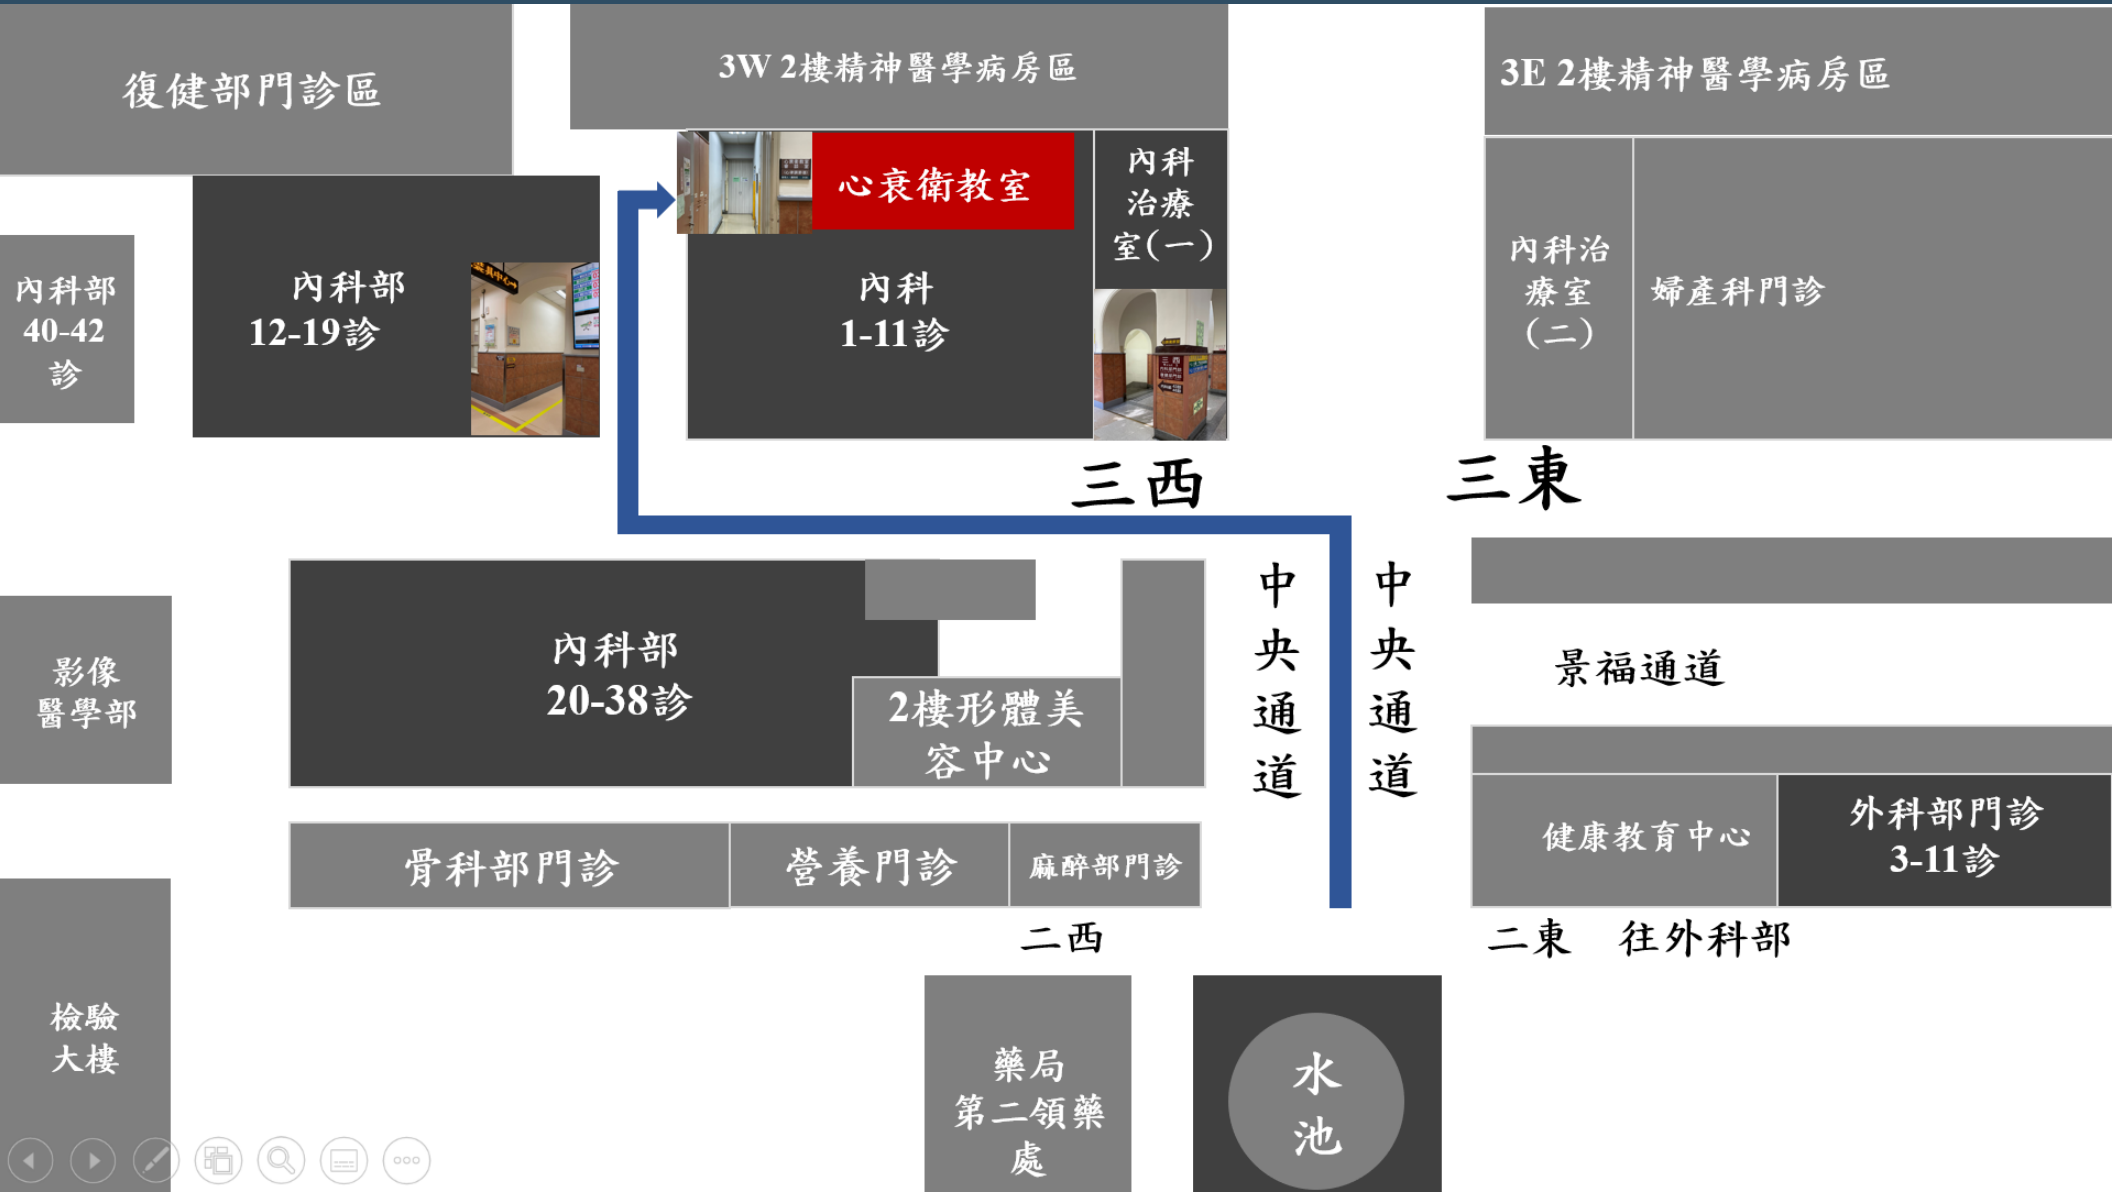 復健部門診區
3W 2樓精神醫學病房區
3E 2樓精神醫學病房區
心衰衛教室
內科
治療
室(一)
內科部
40-42
診
內科部
12-19診
內科
1-11診
內科治
療室
(二)
婦產科門診
三西
三東
中央通道
中央通道
內科部
20-38診
2樓形體美
容中心
景福通道
影像
醫學部
骨科部門診
營養門診
麻醉部門診
健康教育中心
外科部門診
3-11診
二西
二東 往外科部
檢驗
大樓
藥局
第二領藥
處
水
池